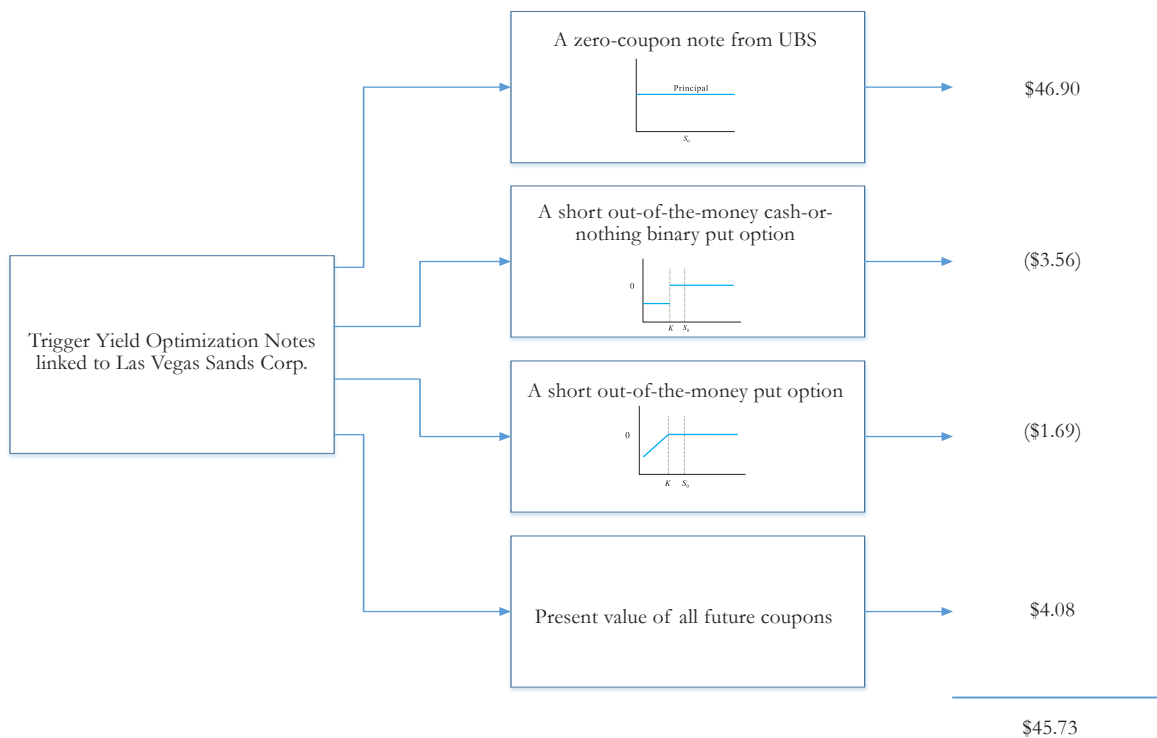 Trigger Yield Optimization Notes
linked to Las Vegas Sands Corp.
A zero-coupon note from UBS
Principal
S₀
$46.90
A short out-of-the-money cash-or-
nothing binary put option
0
K
S₀
($3.56)
A short out-of-the-money put option
0
K
S₀
($1.69)
Present value of all future coupons
$4.08
$45.73